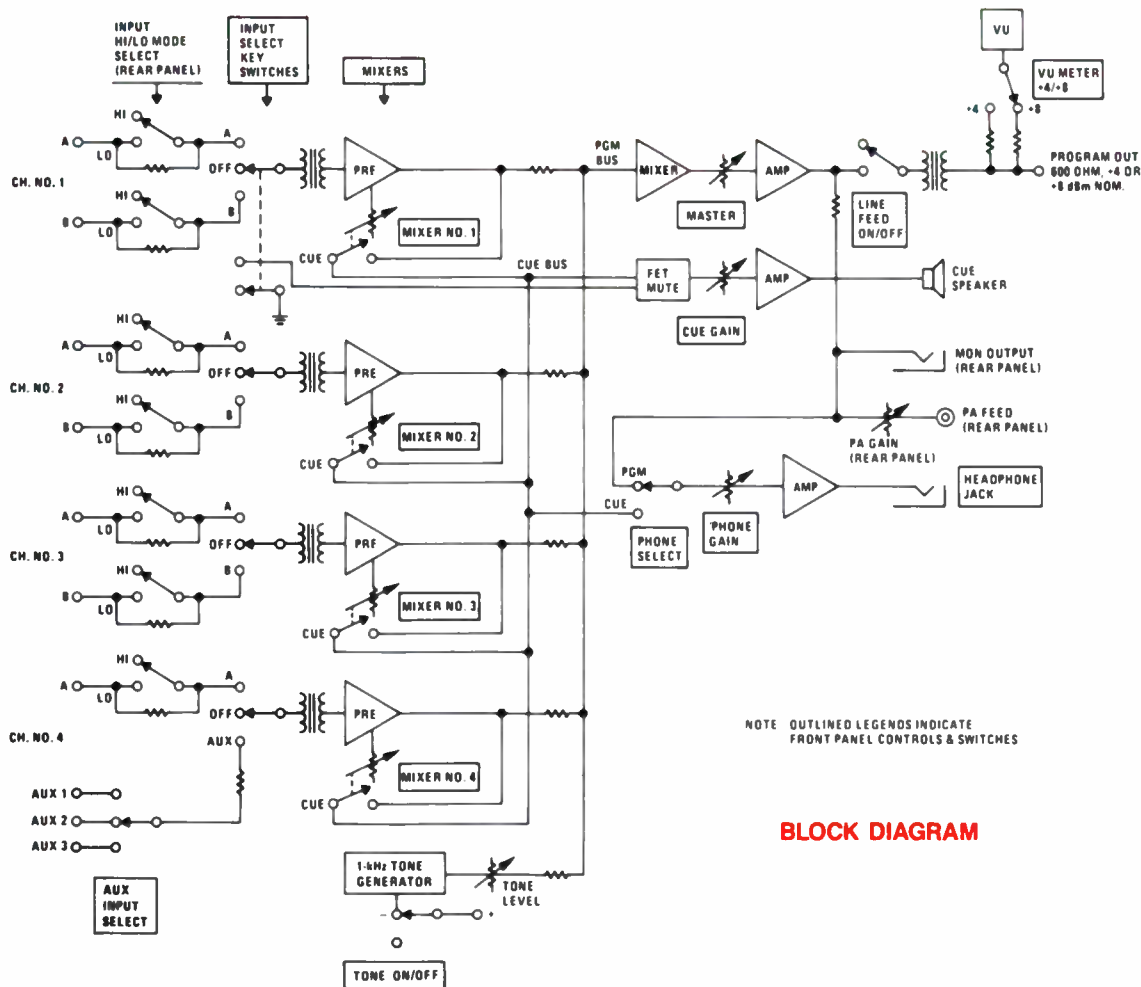 INPUT
HI/LO MODE
SELECT
(REAR PANEL)
INPUT
SELECT
KEY
SWITCHES
MIXERS
VU
VU METER
+4/+8
HI
A
A
LO
OFF
PRE
CH. NO. 1
HI
B
B
LO
MIXER NO. 1
CUE
PGM
BUS
MIXER
MASTER
AMP
LINE
FEED
ON/OFF
+4
+8
PROGRAM OUT
600 OHM, +4 OR
+8 dBm NOM.
CUE BUS
FET
MUTE
CUE GAIN
AMP
CUE
SPEAKER
HI
A
A
LO
OFF
PRE
CH. NO. 2
HI
B
B
LO
MIXER NO. 2
CUE
MON OUTPUT
(REAR PANEL)
PA GAIN
(REAR PANEL)
PA FEED
(REAR PANEL)
PGM
CUE
PHONE
SELECT
'PHONE
GAIN
AMP
HEADPHONE
JACK
HI
A
A
LO
OFF
PRE
CH. NO. 3
HI
B
B
LO
MIXER NO. 3
CUE
HI
A
A
LO
OFF
PRE
CH. NO. 4
AUX
MIXER NO. 4
CUE
AUX 1
AUX 2
AUX 3
AUX
INPUT
SELECT
1-kHz TONE
GENERATOR
TONE
LEVEL
-
+
TONE ON/OFF
NOTE OUTLINED LEGENDS INDICATE
FRONT PANEL CONTROLS & SWITCHES
BLOCK DIAGRAM